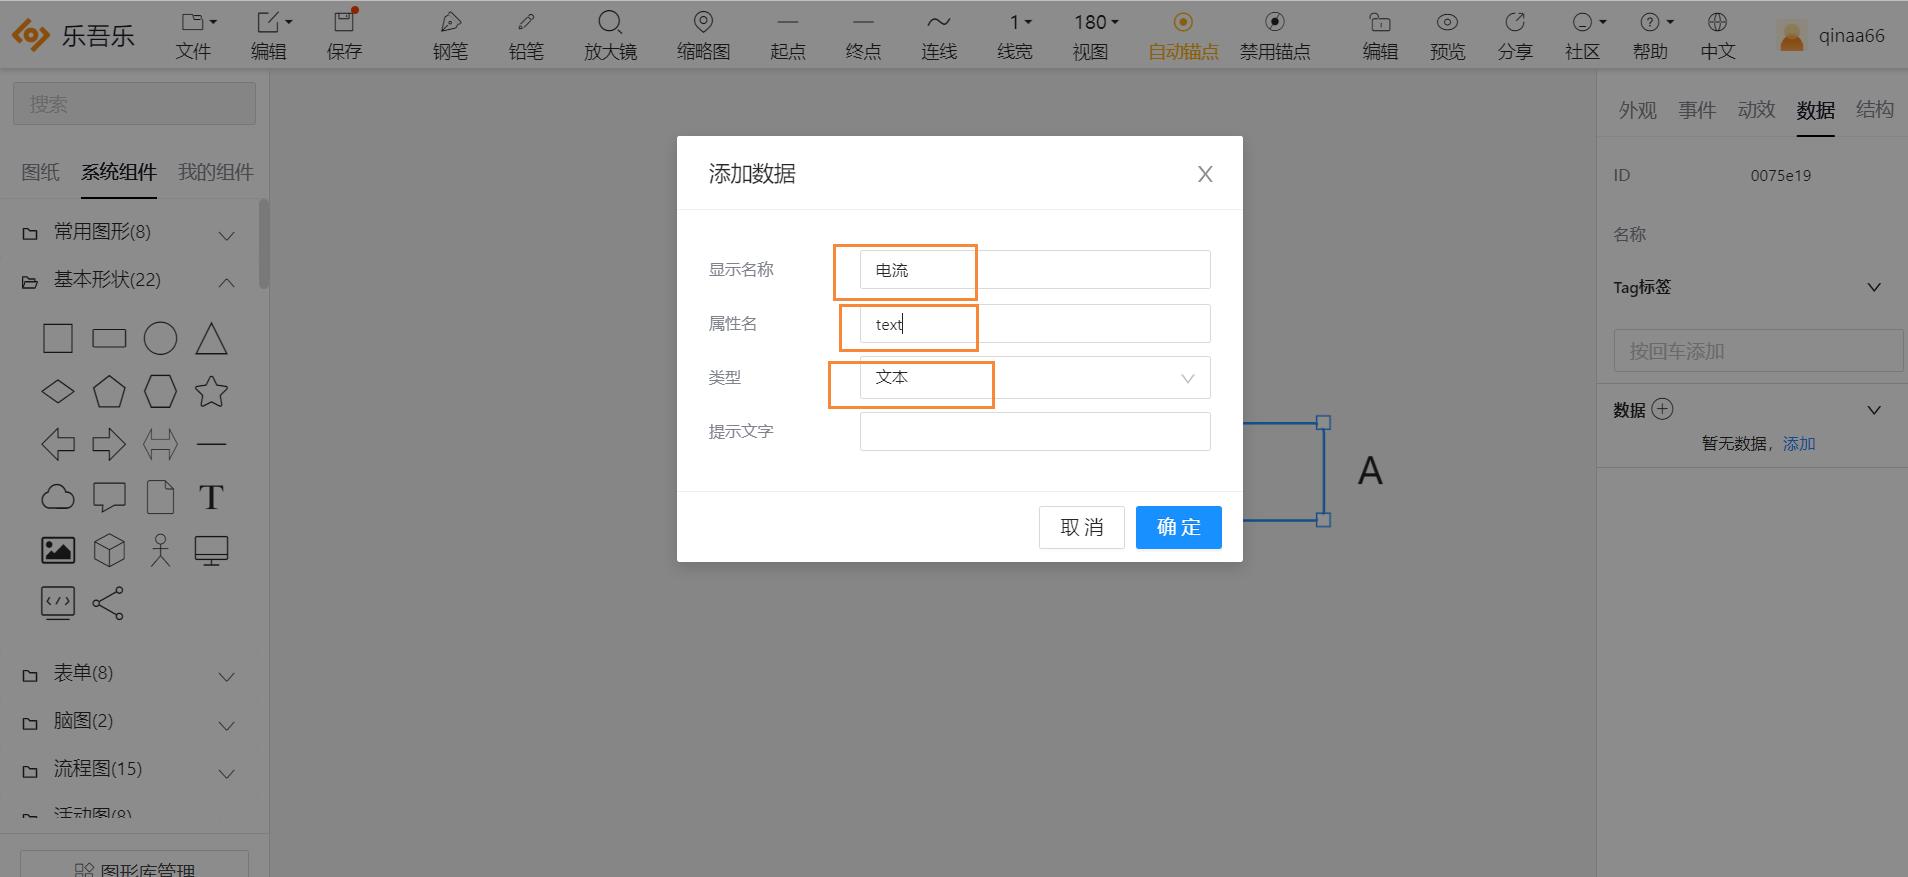 乐吾乐
文件
编辑
保存
钢笔
铅笔
放大镜
缩略图
起点
终点
连线
1
线宽
180
视图
自动锚点
禁用锚点
编辑
预览
分享
社区
帮助
中文
qinaa66
搜索
图纸 系统组件 我的组件
常用图形(8)
基本形状(22)
T
表单(8)
脑图(2)
流程图(15)
活动图(8)
图形库管理
添加数据
X
显示名称 电流
属性名 text
类型 文本
提示文字
取 消 确 定
A
外观 事件 动效 数据 结构
ID 0075e19
名称
Tag标签
按回车添加
数据
暂无数据，添加